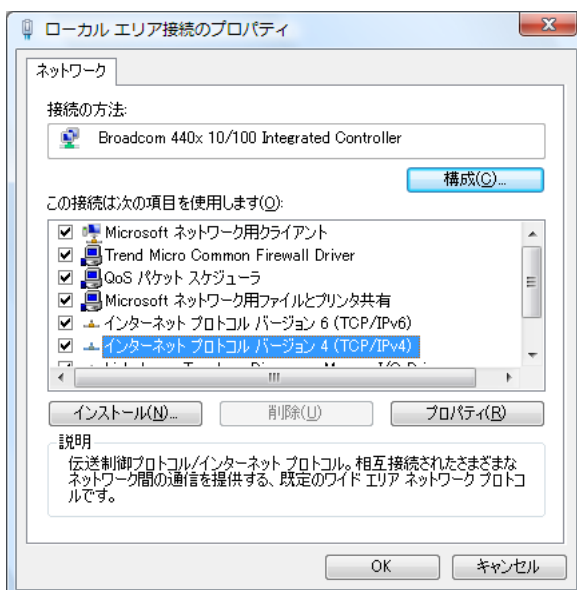 ローカル エリア接続のプロパティ
ネットワーク
接続の方法:
Broadcom 440x 10/100 Integrated Controller
構成(C)...
この接続は次の項目を使用します(O):
Microsoft ネットワーク用クライアント
Trend Micro Common Firewall Driver
QoS パケット スケジューラ
Microsoft ネットワーク用ファイルとプリンタ共有
インターネット プロトコル バージョン 6 (TCP/IPv6)
インターネット プロトコル バージョン 4 (TCP/IPv4)
インストール(N)...
削除(U)
プロパティ(R)
説明
伝送制御プロトコル/インターネット プロトコル。相互接続されたさまざまな
ネットワーク間の通信を提供する、既定のワイド エリア ネットワーク プロトコ
ルです。
OK
キャンセル